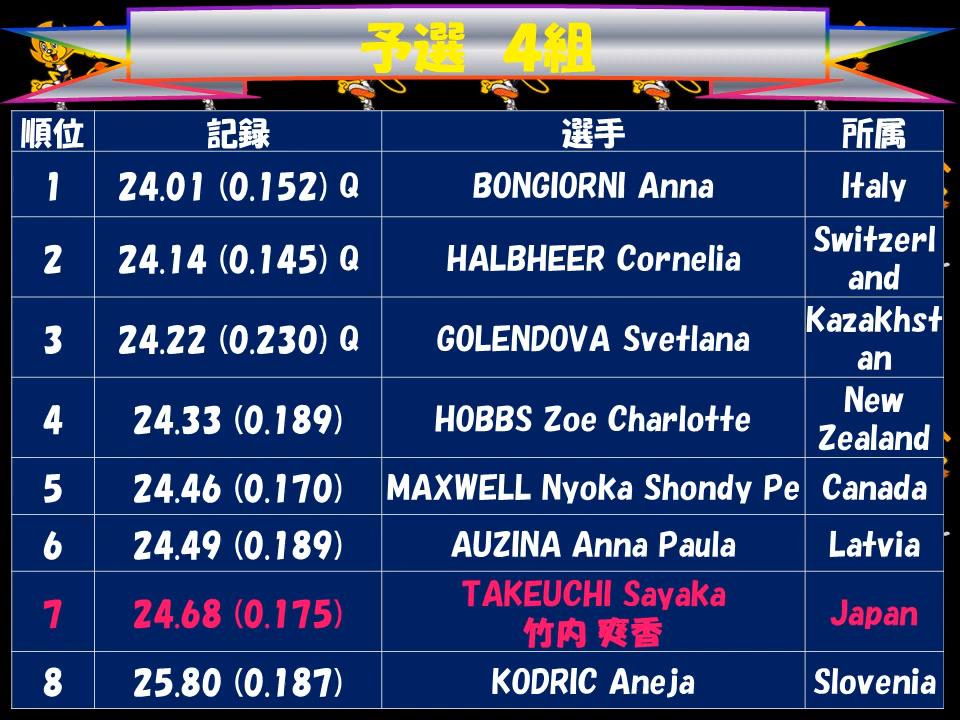 予選 4組
順位 記録 選手 所属
1 24.01 (0.152) Q BONGIORNI Anna Italy
2 24.14 (0.145) Q HALBHEER Cornelia Switzerl
and
3 24.22 (0.230) Q GOLENDOVA Svetlana Kazakhst
an
4 24.33 (0.189) HOBBS Zoe Charlotte New
Zealand
5 24.46 (0.170) MAXWELL Nyoka Shondy Pe Canada
6 24.49 (0.189) AUZINA Anna Paula Latvia
7 24.68 (0.175) TAKEUCHI Sayaka Japan
竹内 爽香
8 25.80 (0.187) KODRIC Aneja Slovenia